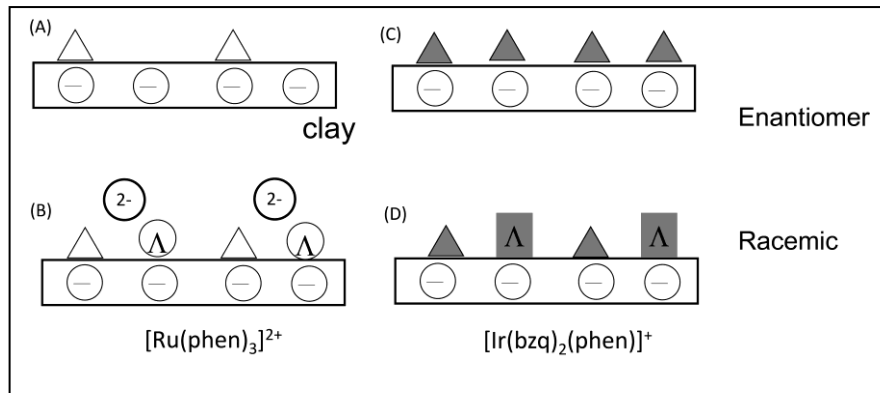 (A)
(C)
clay
Enantiomer
2-
2-
(B)
Λ
Λ
(D)
Λ
Λ
Racemic
[Ru(phen)₃]²⁺
[Ir(bzq)₂(phen)]⁺